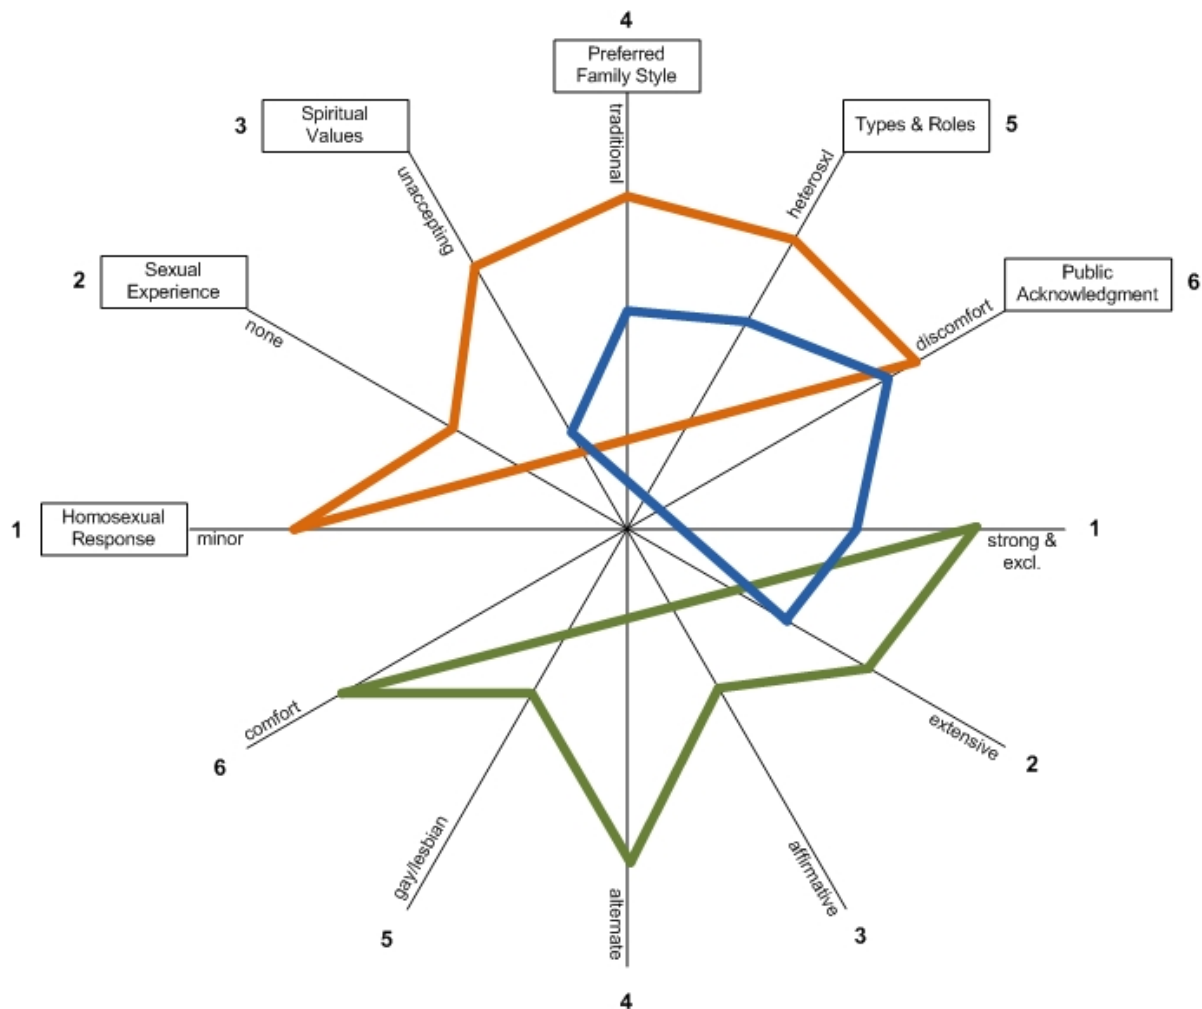 4
Preferred
Family Style
traditional
3
Spiritual
Values
unaccepting
Types & Roles
5
heterosxl
2
Sexual
Experience
none
Public
Acknowledgment
6
discomfort
1
Homosexual
Response
minor
strong &
excl.
1
comfort
6
extensive
2
gay/lesbian
5
alternate
4
affirmative
3